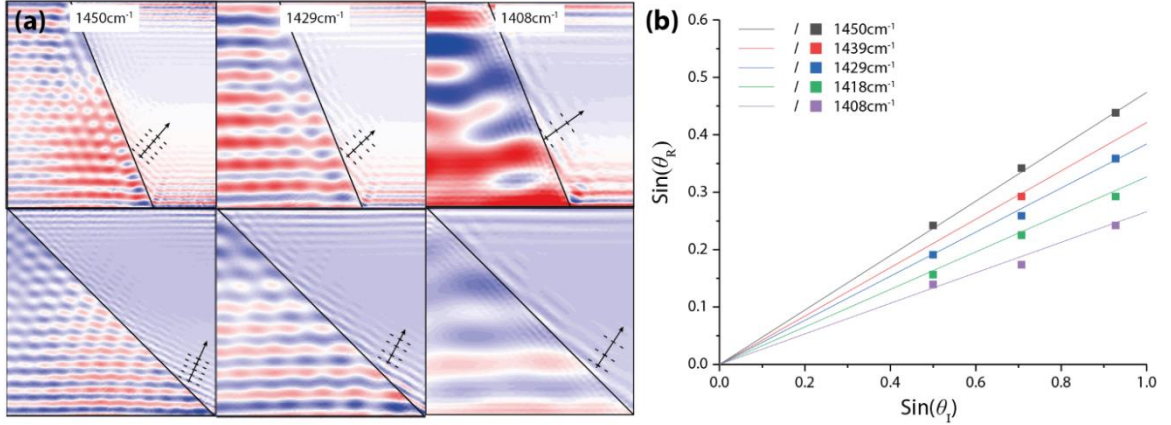 (a)
1450cm⁻¹
1429cm⁻¹
1408cm⁻¹
(b)
/ 1450cm⁻¹
/ 1439cm⁻¹
/ 1429cm⁻¹
/ 1418cm⁻¹
/ 1408cm⁻¹
0.6
0.5
0.4
0.3
0.2
0.1
0.0
Sin(θR)
0.0 0.2 0.4 0.6 0.8 1.0
Sin(θI)